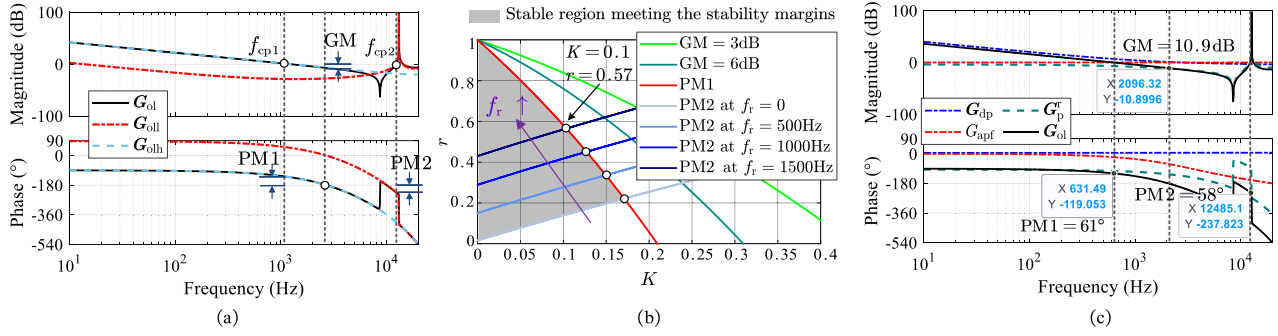 100
0
-100
Magnitude (dB)
f_cp1
GM
f_cp2
G_ol
G_oll
G_olh
90
0
-180
-360
-540
Phase (°)
PM1
PM2
10^1
10^2
10^3
10^4
Frequency (Hz)
(a)
Stable region meeting the stability margins
1
0.8
0.6
0.4
0.2
0
r
K = 0.1
r = 0.57
f_r ↑
GM = 3dB
GM = 6dB
PM1
PM2 at f_r = 0
PM2 at f_r = 500Hz
PM2 at f_r = 1000Hz
PM2 at f_r = 1500Hz
0
0.05
0.1
0.15
0.2
0.25
0.3
0.35
0.4
K
(b)
100
0
-100
Magnitude (dB)
GM = 10.9dB
X 2096.32
Y -10.8996
G_dp
G_p^r
G_apf
G_ol
90
0
-180
-360
-540
Phase (°)
X 631.49
Y -119.053
PM2 = 58°
X 12485.1
Y -237.823
PM1 = 61°
10^1
10^2
10^3
10^4
Frequency (Hz)
(c)